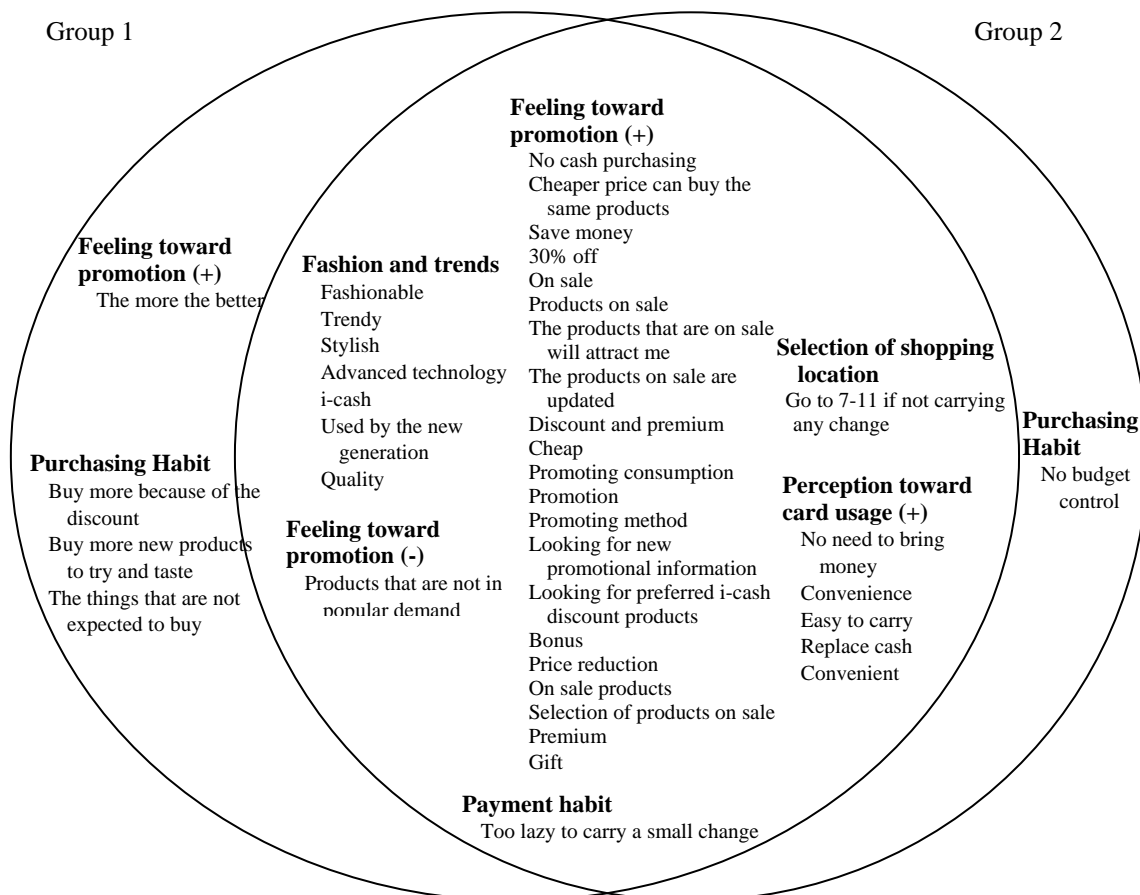 Group 1
Group 2
Feeling toward
promotion (+)
The more the better
Purchasing Habit
Buy more because of the
discount
Buy more new products
to try and taste
The things that are not
expected to buy
Fashion and trends
Fashionable
Trendy
Stylish
Advanced technology
i-cash
Used by the new
generation
Quality
Feeling toward
promotion (-)
Products that are not in
popular demand
Feeling toward
promotion (+)
No cash purchasing
Cheaper price can buy the
same products
Save money
30% off
On sale
Products on sale
The products that are on sale
will attract me
The products on sale are
updated
Discount and premium
Cheap
Promoting consumption
Promotion
Promoting method
Looking for new
promotional information
Looking for preferred i-cash
discount products
Bonus
Price reduction
On sale products
Selection of products on sale
Premium
Gift
Selection of shopping
location
Go to 7-11 if not carrying
any change
Perception toward
card usage (+)
No need to bring
money
Convenience
Easy to carry
Replace cash
Convenient
Payment habit
Too lazy to carry a small change
Purchasing
Habit
No budget
control